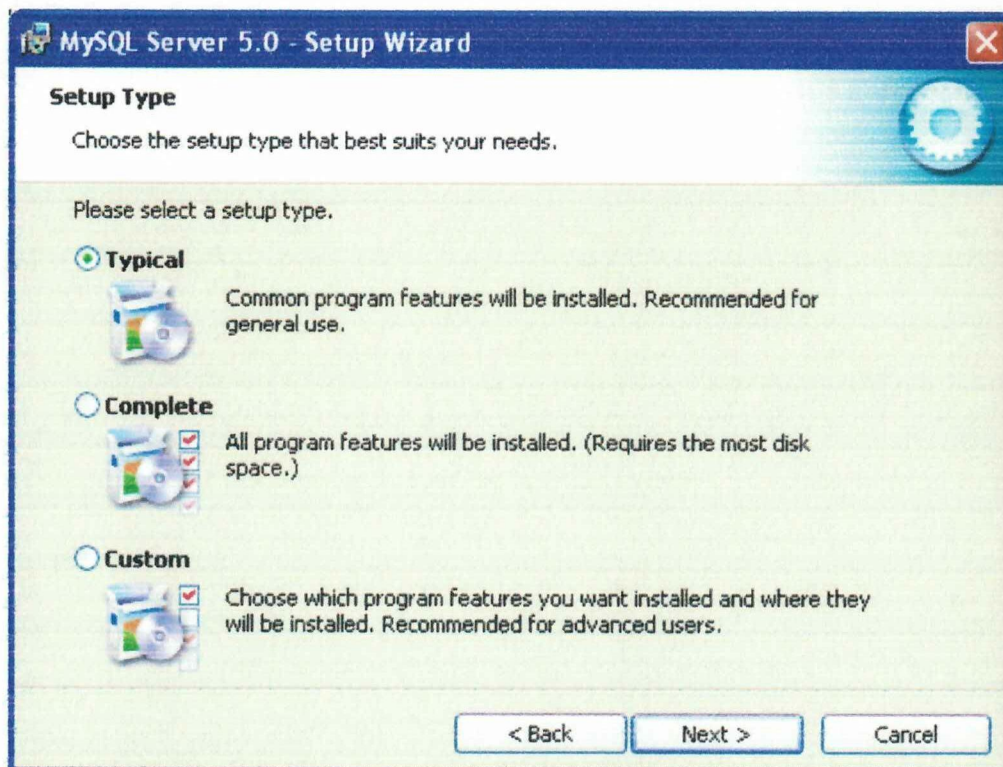 MySQL Server 5.0 - Setup Wizard
Setup Type
Choose the setup type that best suits your needs.
Please select a setup type.
Typical
Common program features will be installed. Recommended for
general use.
Complete
All program features will be installed. (Requires the most disk
space.)
Custom
Choose which program features you want installed and where they
will be installed. Recommended for advanced users.
< Back
Next >
Cancel